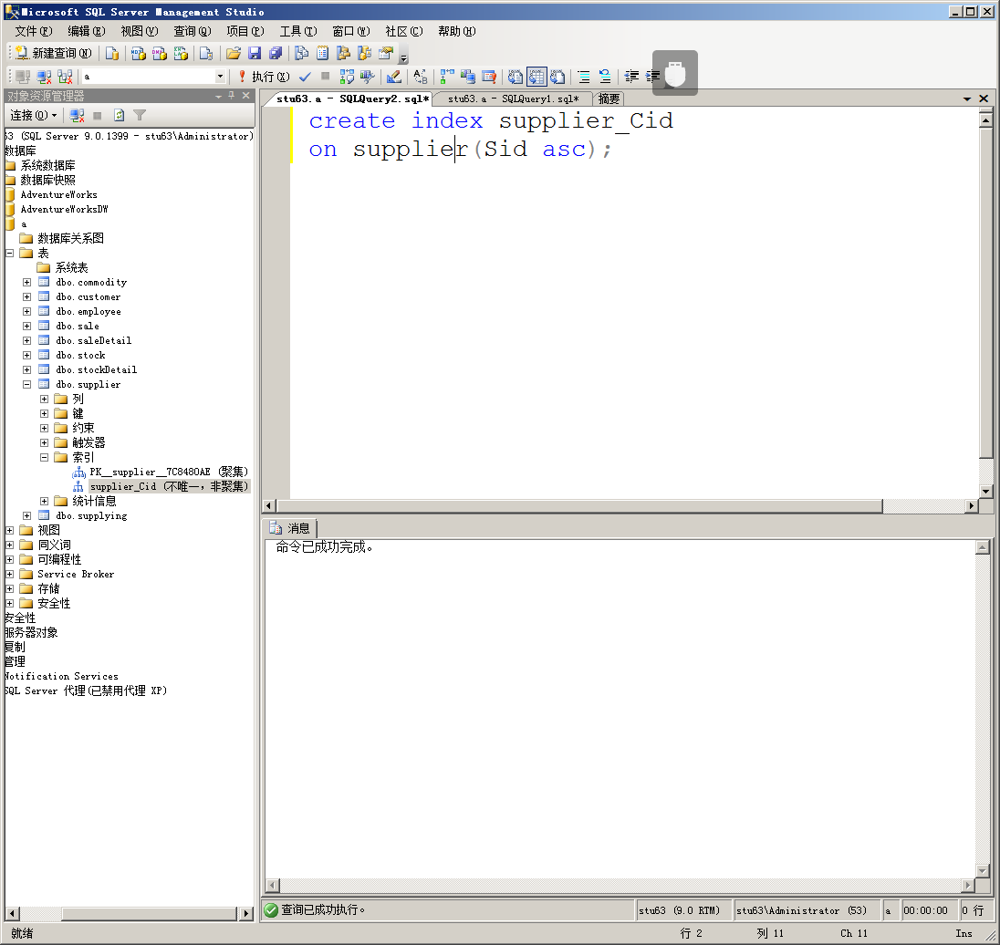 Microsoft SQL Server Management Studio
文件(F) 编辑(E) 视图(V) 查询(Q) 项目(P) 工具(T) 窗口(W) 社区(C) 帮助(H)
新建查询(N)
a 执行(X)
对象资源管理器
连接(O)
63 (SQL Server 9.0.1399 - stu63\Administrator)
数据库
系统数据库
数据库快照
AdventureWorks
AdventureWorksDW
a
数据库关系图
表
系统表
dbo.commodity
dbo.customer
dbo.employee
dbo.sale
dbo.saleDetail
dbo.stock
dbo.stockDetail
dbo.supplier
列
键
约束
触发器
索引
PK__supplier__7C8480AE (聚集)
supplier_Cid (不唯一，非聚集)
统计信息
dbo.supplying
视图
同义词
可编程性
Service Broker
存储
安全性
安全性
服务器对象
复制
管理
Notification Services
SQL Server 代理(已禁用代理 XP)
stu63.a - SQLQuery2.sql* stu63.a - SQLQuery1.sql* 摘要
create index supplier_Cid
on supplier(Sid asc);
消息
命令已成功完成。
查询已成功执行。 stu63 (9.0 RTM) stu63\Administrator (53) a 00:00:00 0 行
就绪 行 2 列 11 Ch 11 Ins